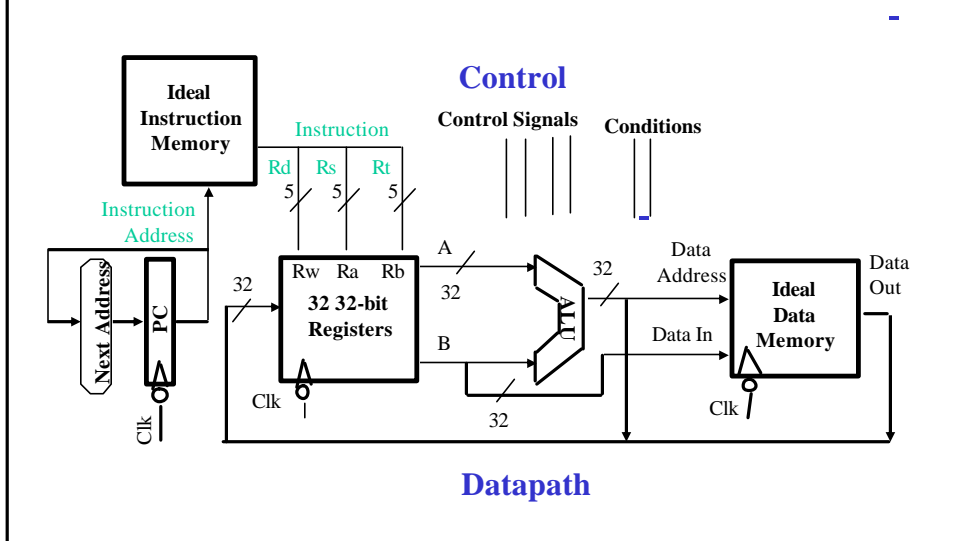 Control
Ideal
Instruction
Memory
Control Signals
Conditions
Instruction
Rd Rs Rt
5 5 5
Instruction
Address
Next Address
PC
Clk
32
Rw Ra Rb
32 32-bit
Registers
Clk
A
32
B
32
ALU
32
Data
Address
Data In
Ideal
Data
Memory
Clk
Data
Out
Datapath